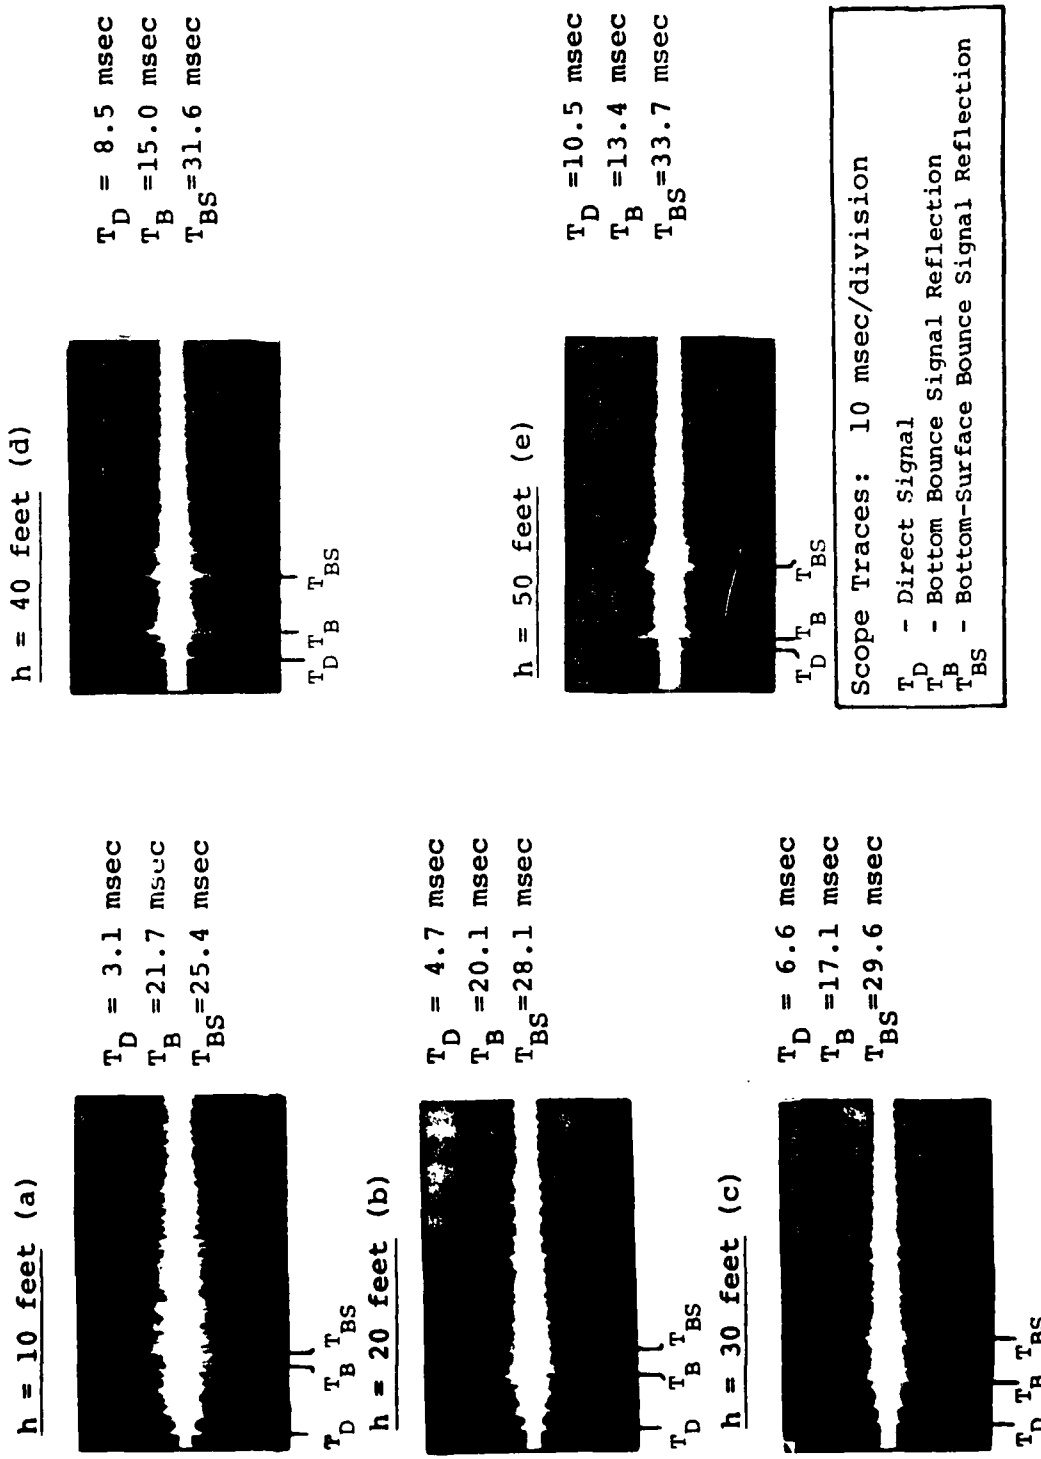 h = 10 feet (a)
T_D = 3.1 msec
T_B =21.7 msec
T_BS=25.4 msec
T_D T_B T_BS
h = 20 feet (b)
T_D = 4.7 msec
T_B =20.1 msec
T_BS=28.1 msec
T_D T_B T_BS
h = 30 feet (c)
T_D = 6.6 msec
T_B =17.1 msec
T_BS=29.6 msec
T_D T_B T_BS
h = 40 feet (d)
T_D = 8.5 msec
T_B =15.0 msec
T_BS=31.6 msec
T_D T_B T_BS
h = 50 feet (e)
T_D =10.5 msec
T_B =13.4 msec
T_BS=33.7 msec
T_D T_B T_BS
Scope Traces: 10 msec/division
T_D - Direct Signal
T_B - Bottom Bounce Signal Reflection
T_BS - Bottom-Surface Bounce Signal Reflection